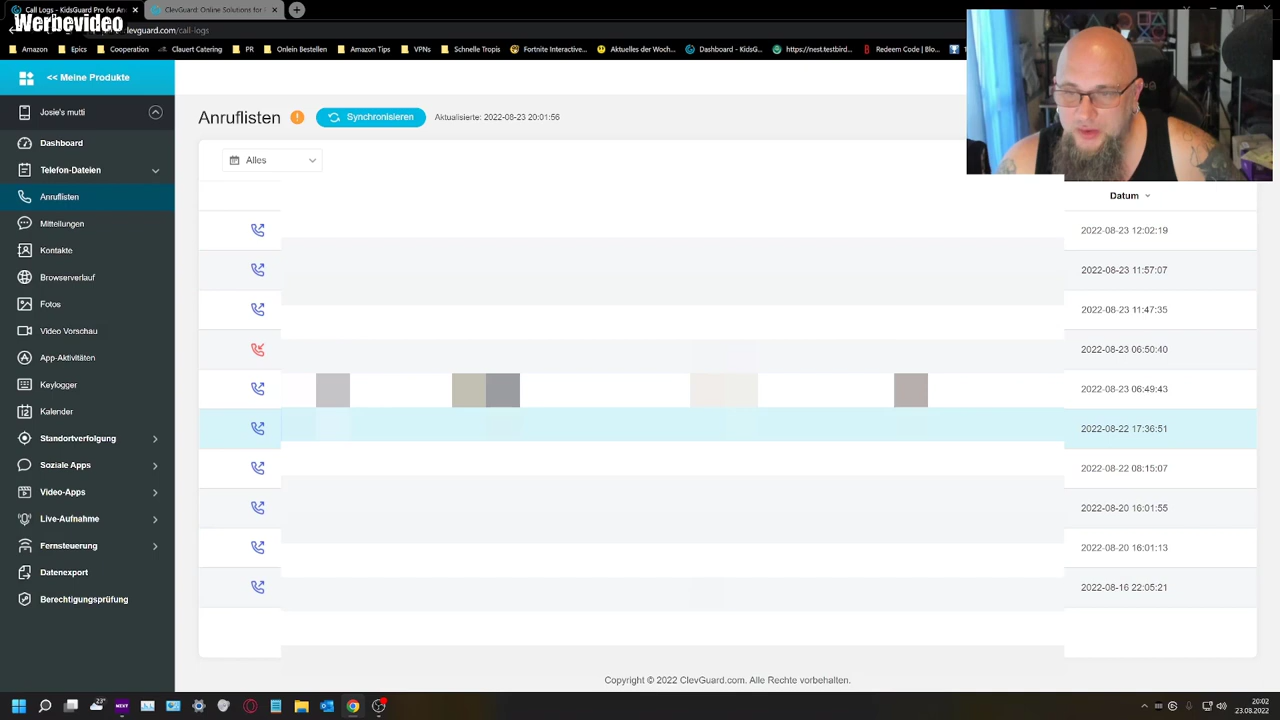 Call Logs - KidsGuard Pro for An
ClevGuard: Online Solutions for
Werbevideo
levguard.com/call-logs
Amazon
Epics
Cooperation
Clauert Catering
PR
Onlein Bestellen
Amazon Tips
VPNs
Schnelle Tropis
Fortnite Interactive...
Aktuelles der Woch...
Dashboard - KidsG...
https://nest.testbird...
Redeem Code | Blo...
<< Meine Produkte
Josie's mutti
Dashboard
Telefon-Dateien
Anruflisten
Mitteilungen
Kontakte
Browserverlauf
Fotos
Video Vorschau
App-Aktivitäten
Keylogger
Kalender
Standortverfolgung
Soziale Apps
Video-Apps
Live-Aufnahme
Fernsteuerung
Datenexport
Berechtigungsprüfung
Anruflisten
Synchronisieren
Aktualisierte: 2022-08-23 20:01:56
Alles
Datum
2022-08-23 12:02:19
2022-08-23 11:57:07
2022-08-23 11:47:35
2022-08-23 06:50:40
2022-08-23 06:49:43
2022-08-22 17:36:51
2022-08-22 08:15:07
2022-08-20 16:01:55
2022-08-20 16:01:13
2022-08-16 22:05:21
Copyright © 2022 ClevGuard.com. Alle Rechte vorbehalten.
23°
NEXT
20:02
23.08.2022